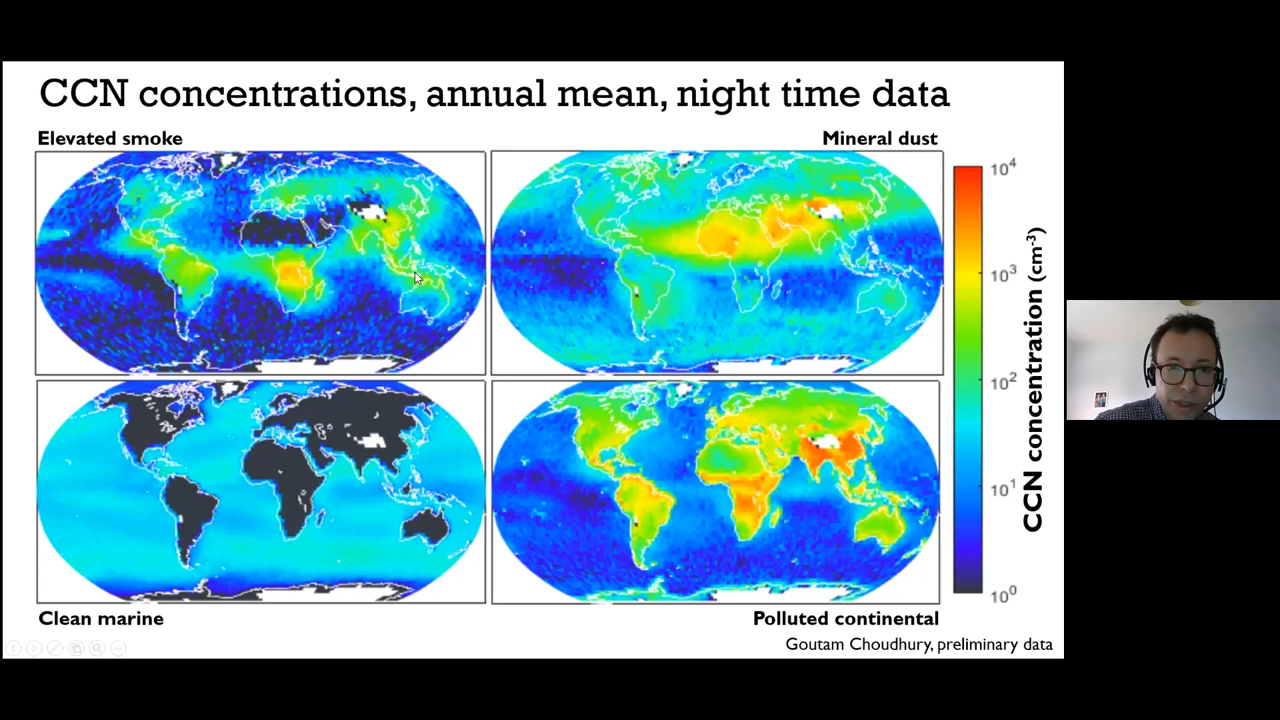 CCN concentrations, annual mean, night time data
Elevated smoke
Mineral dust
10⁴
10³
10²
10¹
10⁰
CCN concentration (cm⁻³)
Clean marine
Polluted continental
Goutam Choudhury, preliminary data